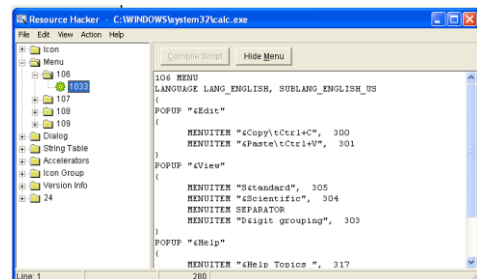 Resource Hacker - C:\WINDOWS\system32\calc.exe
File Edit View Action Help
Icon
Menu
106
1033
107
108
109
Dialog
String Table
Accelerators
Icon Group
Version Info
24
Compile Script Hide Menu
106 MENU
LANGUAGE LANG_ENGLISH, SUBLANG_ENGLISH_US
{
POPUP "&Edit"
{
MENUITEM "&Copy\tCtrl+C", 300
MENUITEM "&Paste\tCtrl+V", 301
}
POPUP "&View"
{
MENUITEM "S&tandard", 305
MENUITEM "&Scientific", 304
MENUITEM SEPARATOR
MENUITEM "D&igit grouping", 303
}
POPUP "&Help"
{
MENUITEM "&Help Topics ", 317
Line: 1 280